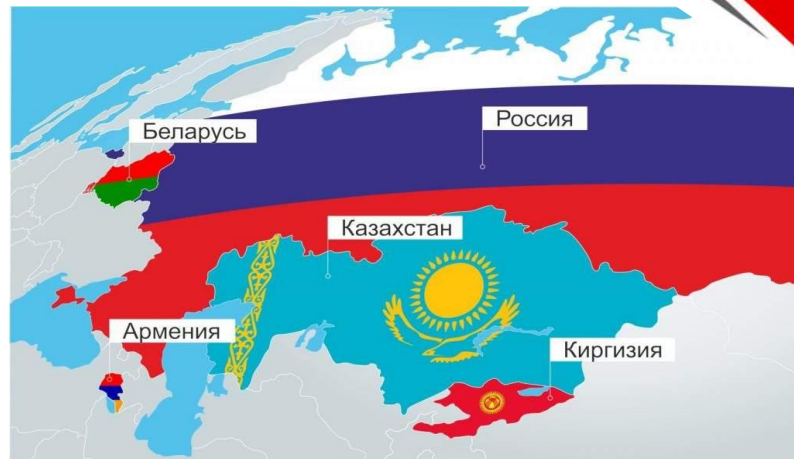 Беларусь
Россия
Казахстан
Армения
Киргизия